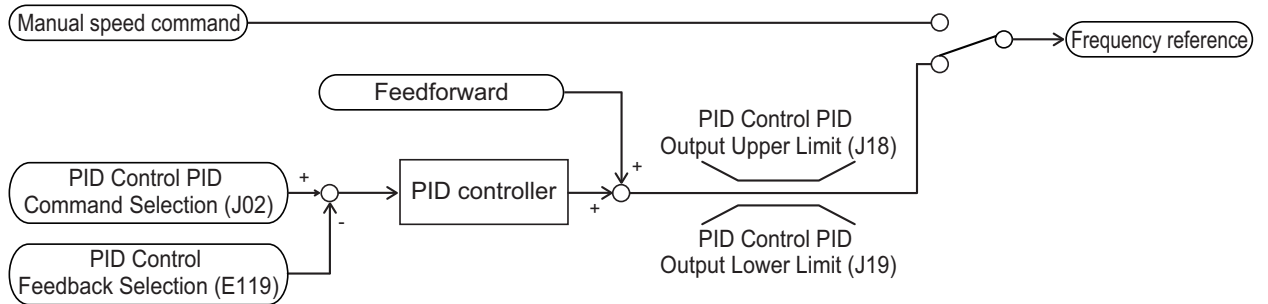 Manual speed command
Frequency reference
Feedforward
PID Control PID
Output Upper Limit (J18)
PID Control PID
Command Selection (J02)
+
-
PID controller
+
+
PID Control
Feedback Selection (E119)
PID Control PID
Output Lower Limit (J19)